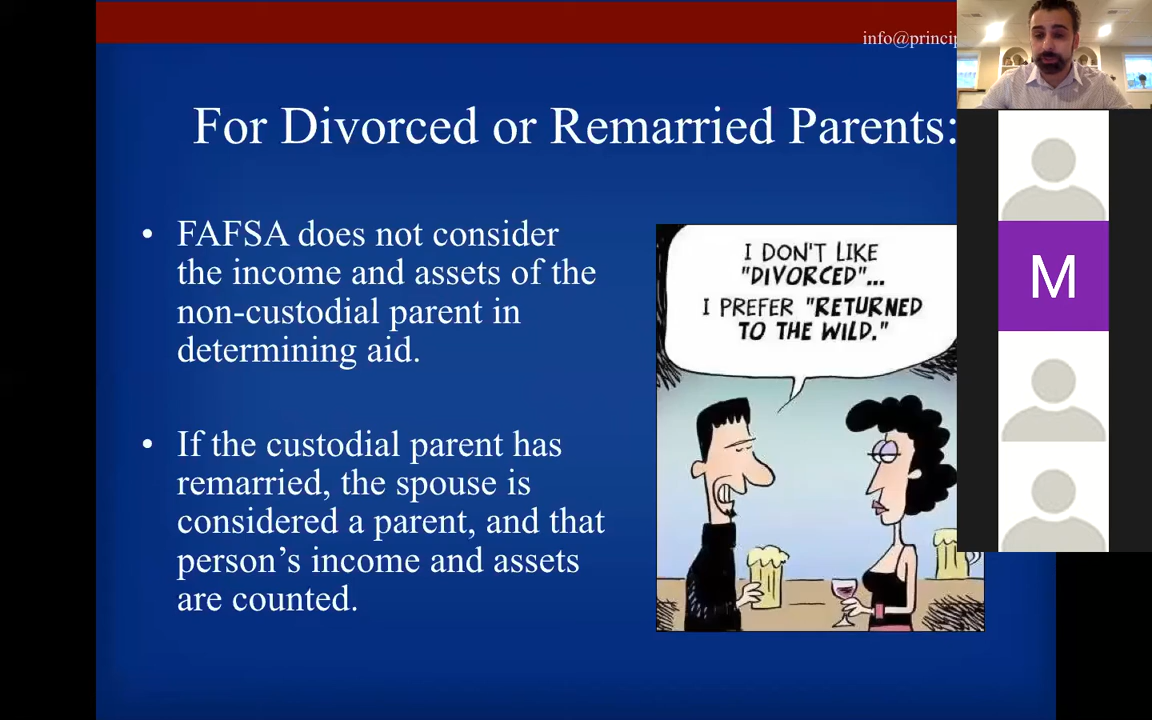 info@princip
For Divorced or Remarried Parents:
• FAFSA does not consider
the income and assets of the
non-custodial parent in
determining aid.
• If the custodial parent has
remarried, the spouse is
considered a parent, and that
person’s income and assets
are counted.
I DON'T LIKE
"DIVORCED"...
I PREFER "RETURNED
TO THE WILD."
M